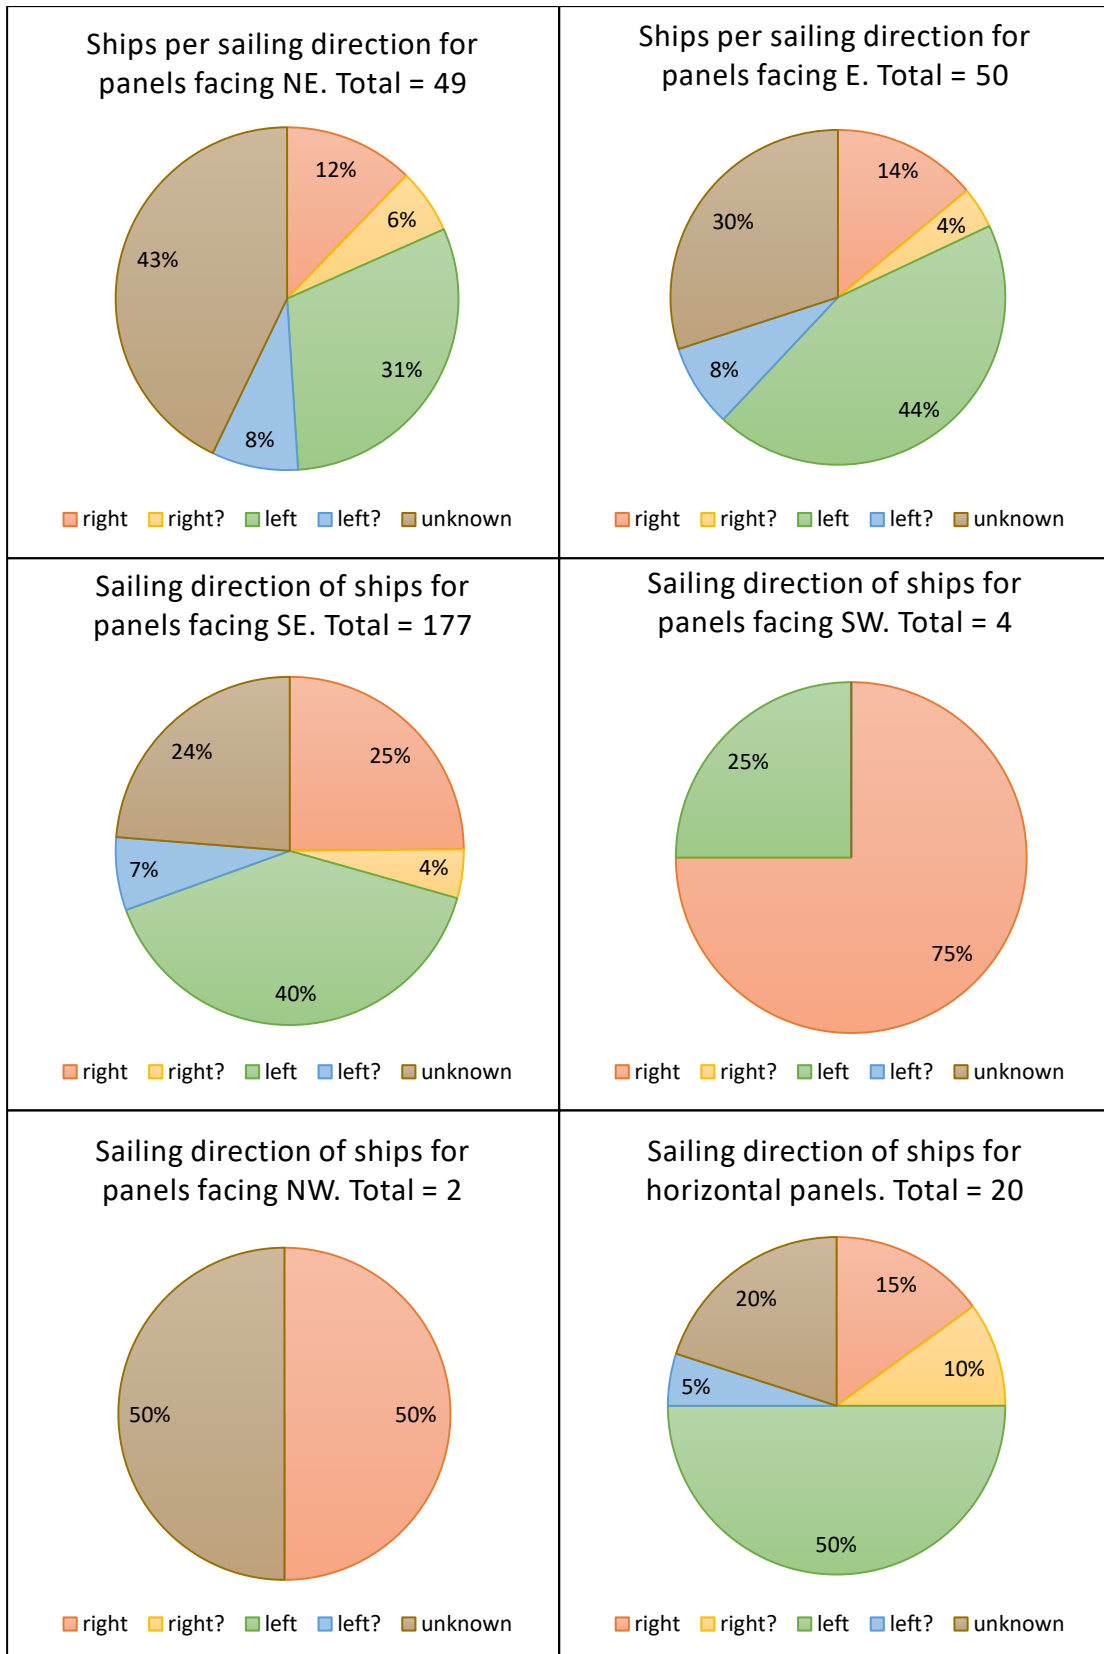 Ships per sailing direction for
panels facing NE. Total = 49
12%
6%
31%
8%
43%
right right? left left? unknown
Ships per sailing direction for
panels facing E. Total = 50
14%
4%
44%
8%
30%
right right? left left? unknown
Sailing direction of ships for
panels facing SE. Total = 177
25%
4%
40%
7%
24%
right right? left left? unknown
Sailing direction of ships for
panels facing SW. Total = 4
75%
25%
right right? left left? unknown
Sailing direction of ships for
panels facing NW. Total = 2
50%
50%
right right? left left? unknown
Sailing direction of ships for
horizontal panels. Total = 20
15%
10%
50%
5%
20%
right right? left left? unknown